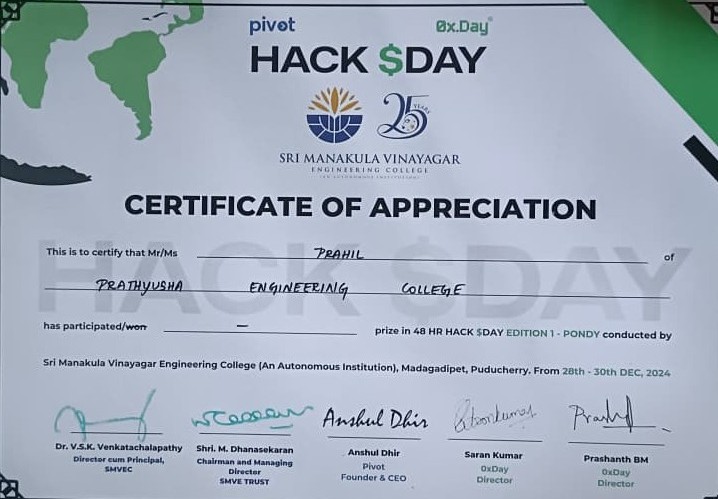 pivot 0x.Day
HACK $DAY
25 YEARS
SRI MANAKULA VINAYAGAR
ENGINEERING COLLEGE
(AN AUTONOMOUS INSTITUTION)
CERTIFICATE OF APPRECIATION
HACK $DAY
This is to certify that Mr/Ms PRAHIL of
PRATHYUSHA ENGINEERING COLLEGE
has participated/won - prize in 48 HR HACK $DAY EDITION 1 - PONDY conducted by
Sri Manakula Vinayagar Engineering College (An Autonomous Institution), Madagadipet, Puducherry. From 28th - 30th DEC, 2024
Anshul Dhir
Dr. V.S.K. Venkatachalapathy Shri. M. Dhanasekaran Anshul Dhir Saran Kumar Prashanth BM
Director cum Principal, Chairman and Managing Pivot 0xDay 0xDay
SMVEC Director Founder & CEO Director Director
SMVE TRUST